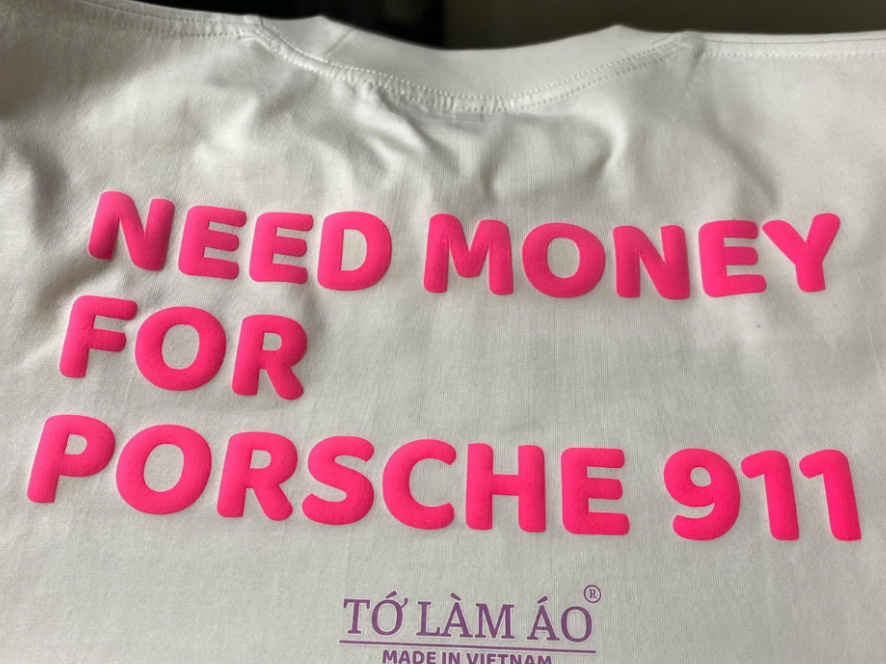 NEED MONEY
FOR
PORSCHE 911
TỚ LÀM ÁO ®
MADE IN VIETNAM